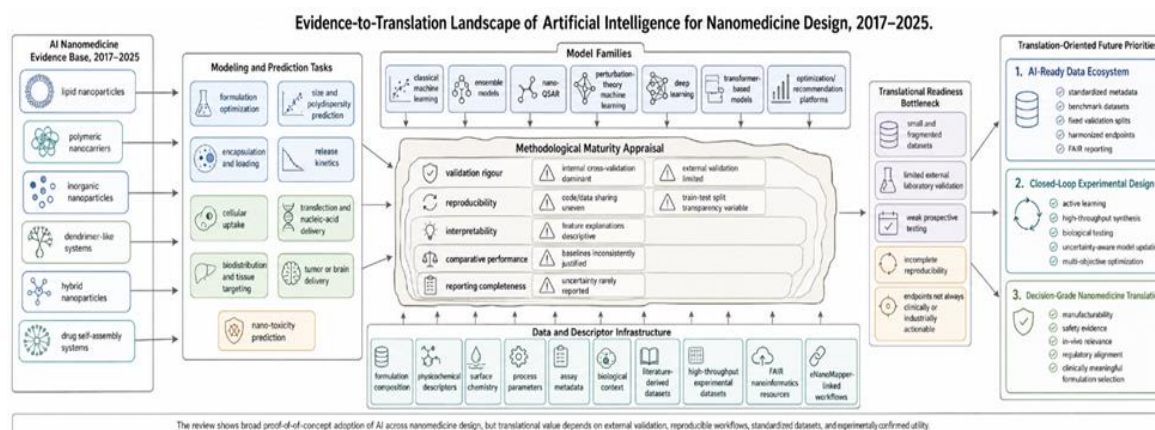 Evidence-to-Translation Landscape of Artificial Intelligence for Nanomedicine Design, 2017–2025.
AI Nanomedicine
Evidence Base, 2017–2025
lipid nanoparticles
polymeric
nanocarriers
inorganic
nanoparticles
dendrimer-like
systems
hybrid
nanoparticles
drug self-assembly
systems
Modeling and Prediction Tasks
formulation
optimization
size and
polydispersity
prediction
encapsulation
and loading
release
kinetics
cellular
uptake
transfection and
nucleic-acid
delivery
biodistribution
and tissue
targeting
tumor or brain
delivery
nano-toxicity
prediction
Model Families
classical
machine
learning
ensemble
models
nano-
QSAR
perturbation-
theory
machine
learning
deep
learning
transformer-
based
models
optimization/
recommendation
platforms
Methodological Maturity Appraisal
validation rigour
internal cross-validation
dominant
external validation
limited
reproducibility
code/data sharing
uneven
train-test split
transparency variable
interpretability
feature explanations
descriptive
comparative performance
baselines inconsistently
justified
reporting completeness
uncertainty rarely
reported
Data and Descriptor Infrastructure
formulation
composition
physicochemical
descriptors
surface
chemistry
process
parameters
assay
metadata
biological
context
literature-
derived
datasets
high-throughput
experimental
datasets
FAIR
nanoinformatics
resources
eNanoMapper-
linked
workflows
Translational Readiness
Bottleneck
small and
fragmented
datasets
limited external
laboratory validation
weak prospective
testing
incomplete
reproducibility
endpoints not always
clinically or
industrially
actionable
Translation-Oriented Future Priorities
1. AI-Ready Data Ecosystem
standardized metadata
benchmark datasets
fixed validation splits
harmonized endpoints
FAIR reporting
2. Closed-Loop Experimental Design
active learning
high-throughput synthesis
biological testing
uncertainty-aware model updati
multi-objective optimization
3. Decision-Grade Nanomedicine Translatio
manufacturability
safety evidence
in-vivo relevance
regulatory alignment
clinically meaningful
formulation selection
The review shows broad proof-of-of-concept adoption of AI across nanomedicine design, but translational value depends on external validation, reproducible workflows, standardized datasets, and experimentally confirmed utility.